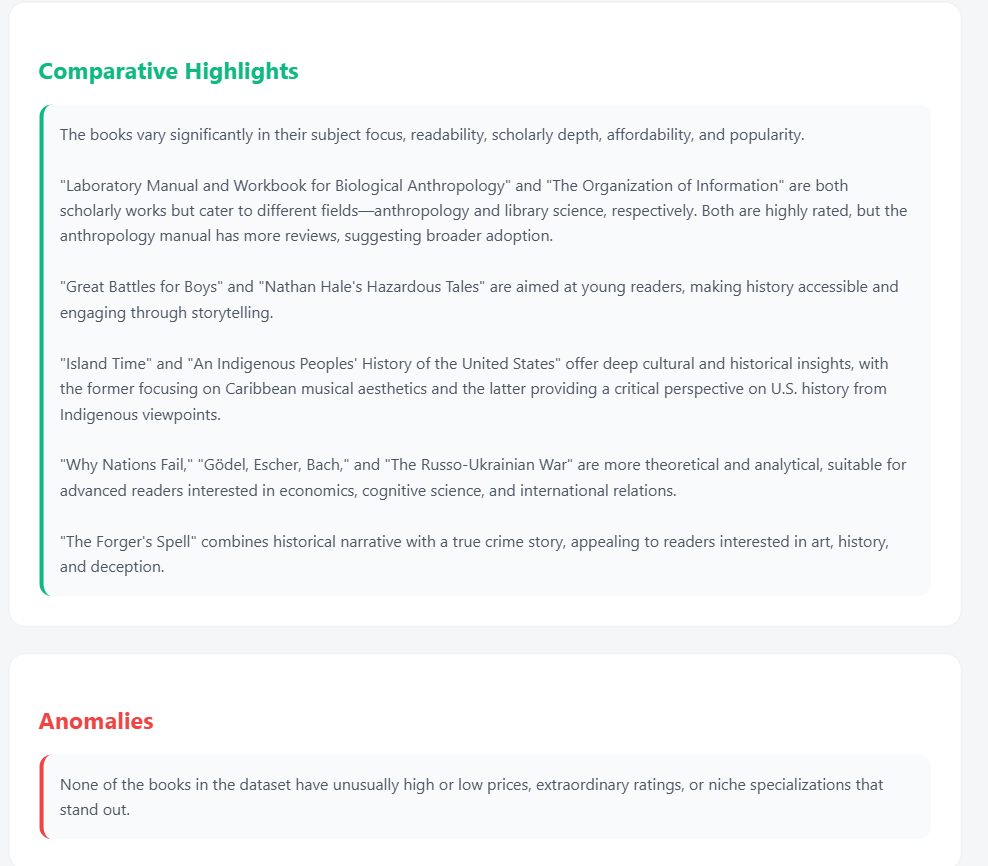 Comparative Highlights
The books vary significantly in their subject focus, readability, scholarly depth, affordability, and popularity.
"Laboratory Manual and Workbook for Biological Anthropology" and "The Organization of Information" are both
scholarly works but cater to different fields—anthropology and library science, respectively. Both are highly rated, but the
anthropology manual has more reviews, suggesting broader adoption.
"Great Battles for Boys" and "Nathan Hale's Hazardous Tales" are aimed at young readers, making history accessible and
engaging through storytelling.
"Island Time" and "An Indigenous Peoples' History of the United States" offer deep cultural and historical insights, with
the former focusing on Caribbean musical aesthetics and the latter providing a critical perspective on U.S. history from
Indigenous viewpoints.
"Why Nations Fail," "Gödel, Escher, Bach," and "The Russo-Ukrainian War" are more theoretical and analytical, suitable for
advanced readers interested in economics, cognitive science, and international relations.
"The Forger's Spell" combines historical narrative with a true crime story, appealing to readers interested in art, history,
and deception.
Anomalies
None of the books in the dataset have unusually high or low prices, extraordinary ratings, or niche specializations that
stand out.